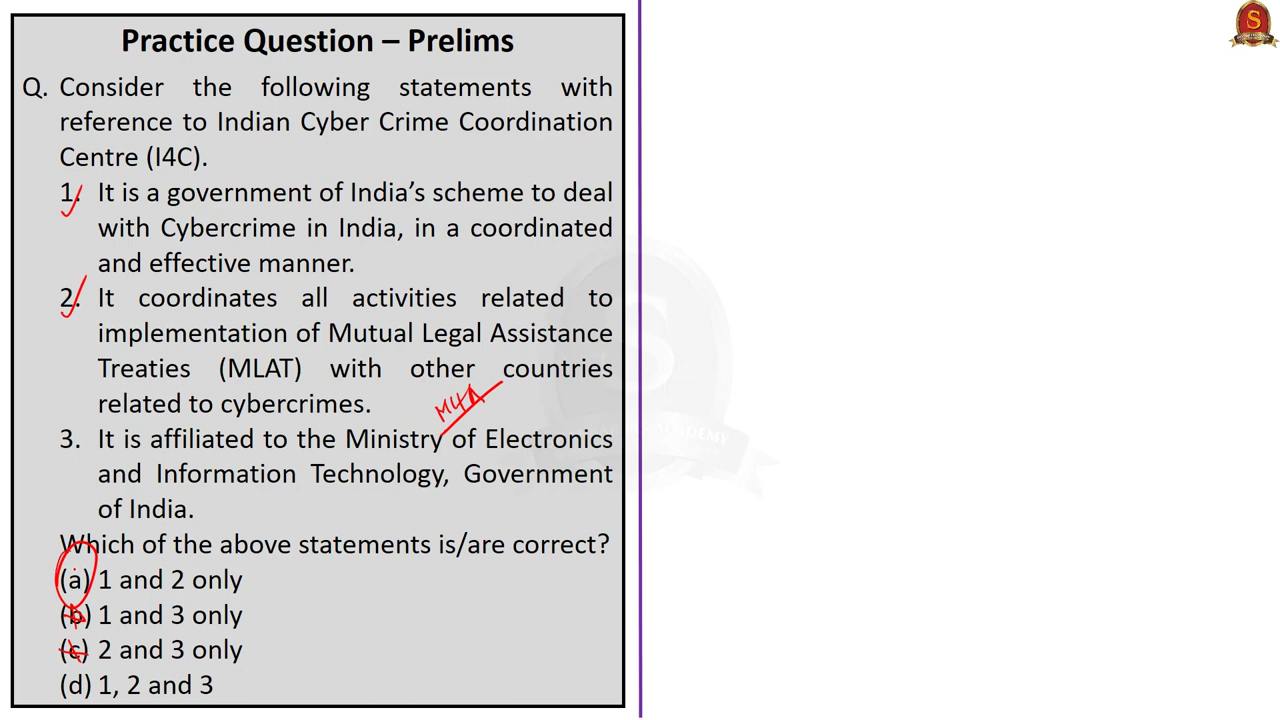 Practice Question – Prelims
Q. Consider the following statements with
reference to Indian Cyber Crime Coordination
Centre (I4C).
1. It is a government of India's scheme to deal
with Cybercrime in India, in a coordinated
and effective manner.
2. It coordinates all activities related to
implementation of Mutual Legal Assistance
Treaties (MLAT) with other countries
related to cybercrimes.
MHA
3. It is affiliated to the Ministry of Electronics
and Information Technology, Government
of India.
Which of the above statements is/are correct?
(a) 1 and 2 only
(b) 1 and 3 only
(c) 2 and 3 only
(d) 1, 2 and 3
S